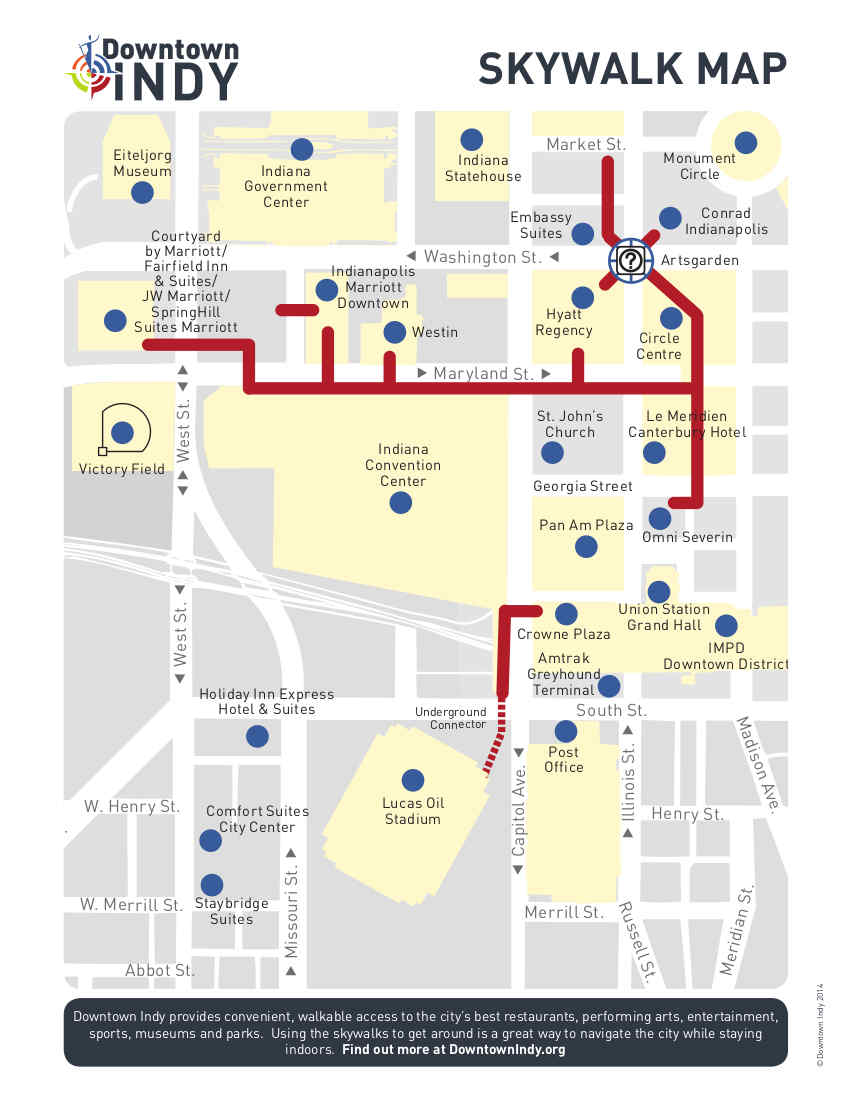 Downtown
INDY
SKYWALK MAP
Market St.
Eiteljorg
Museum
Indiana
Government
Center
Indiana
Statehouse
Monument
Circle
Embassy
Suites
Conrad
Indianapolis
Courtyard
by Marriott/
Fairfield Inn
& Suites/
JW Marriott/
SpringHill
Suites Marriott
Washington St.
?
Artsgarden
Indianapolis
Marriott
Downtown
Westin
Hyatt
Regency
Circle
Centre
Maryland St.
West St.
Victory Field
Indiana
Convention
Center
St. John's
Church
Le Meridien
Canterbury Hotel
Georgia Street
Pan Am Plaza
Omni Severin
West St.
Union Station
Grand Hall
Crowne Plaza
IMPD
Downtown District
Amtrak
Greyhound
Terminal
Holiday Inn Express
Hotel & Suites
Underground
Connector
South St.
Post
Office
Capitol Ave.
Illinois St.
Madison Ave.
Lucas Oil
Stadium
W. Henry St.
Comfort Suites
City Center
Henry St.
Missouri St.
Staybridge
Suites
W. Merrill St.
Merrill St.
Russell St.
Meridian St.
Abbot St.
Downtown Indy provides convenient, walkable access to the city's best restaurants, performing arts, entertainment,
sports, museums and parks. Using the skywalks to get around is a great way to navigate the city while staying
indoors. Find out more at DowntownIndy.org
© Downtown Indy 2014